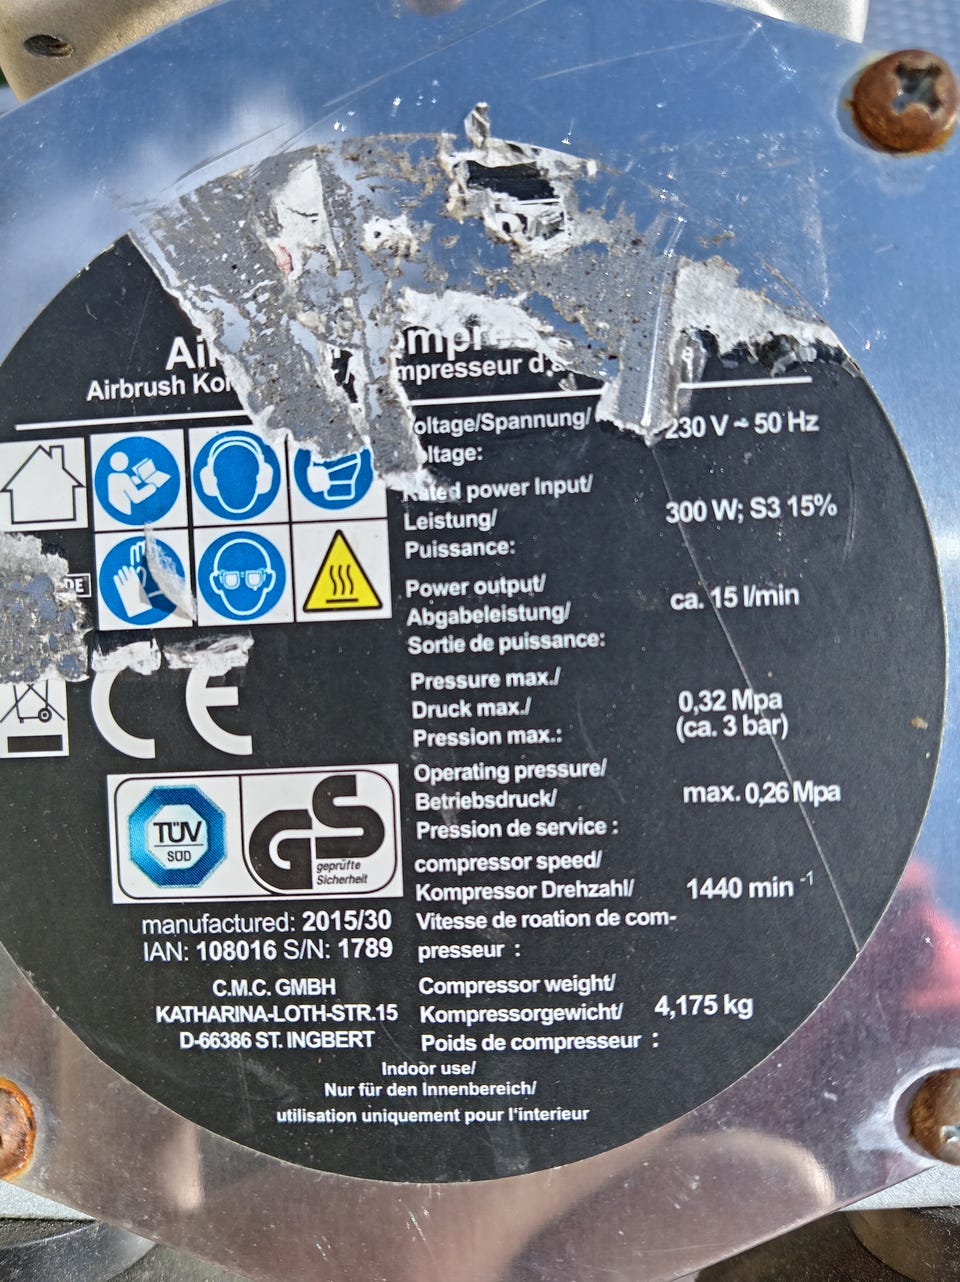 Airbrush
mpresseur
Voltage/Spannung/
230 V ~ 50 Hz
Voltage:
Rated power Input/
Leistung/
300 W; S3 15%
Puissance:
Power output/
Abgabeleistung/
ca. 15 l/min
Sortie de puissance:
Pressure max./
Druck max./
0,32 Mpa
(ca. 3 bar)
Pression max.:
Operating pressure/
Betriebsdruck/
max. 0,26 Mpa
Pression de service :
compressor speed/
Kompressor Drehzahl/
1440 min -1
Vitesse de roation de com-
presseur :
Compressor weight/
Kompressorgewicht/
4,175 kg
Poids de compresseur :
DE
CE
TÜV
SÜD
GS
geprüfte
Sicherheit
manufactured: 2015/30
IAN: 108016 S/N: 1789
C.M.C. GMBH
KATHARINA-LOTH-STR.15
D-66386 ST. INGBERT
Indoor use/
Nur für den Innenbereich/
utilisation uniquement pour l'interieur